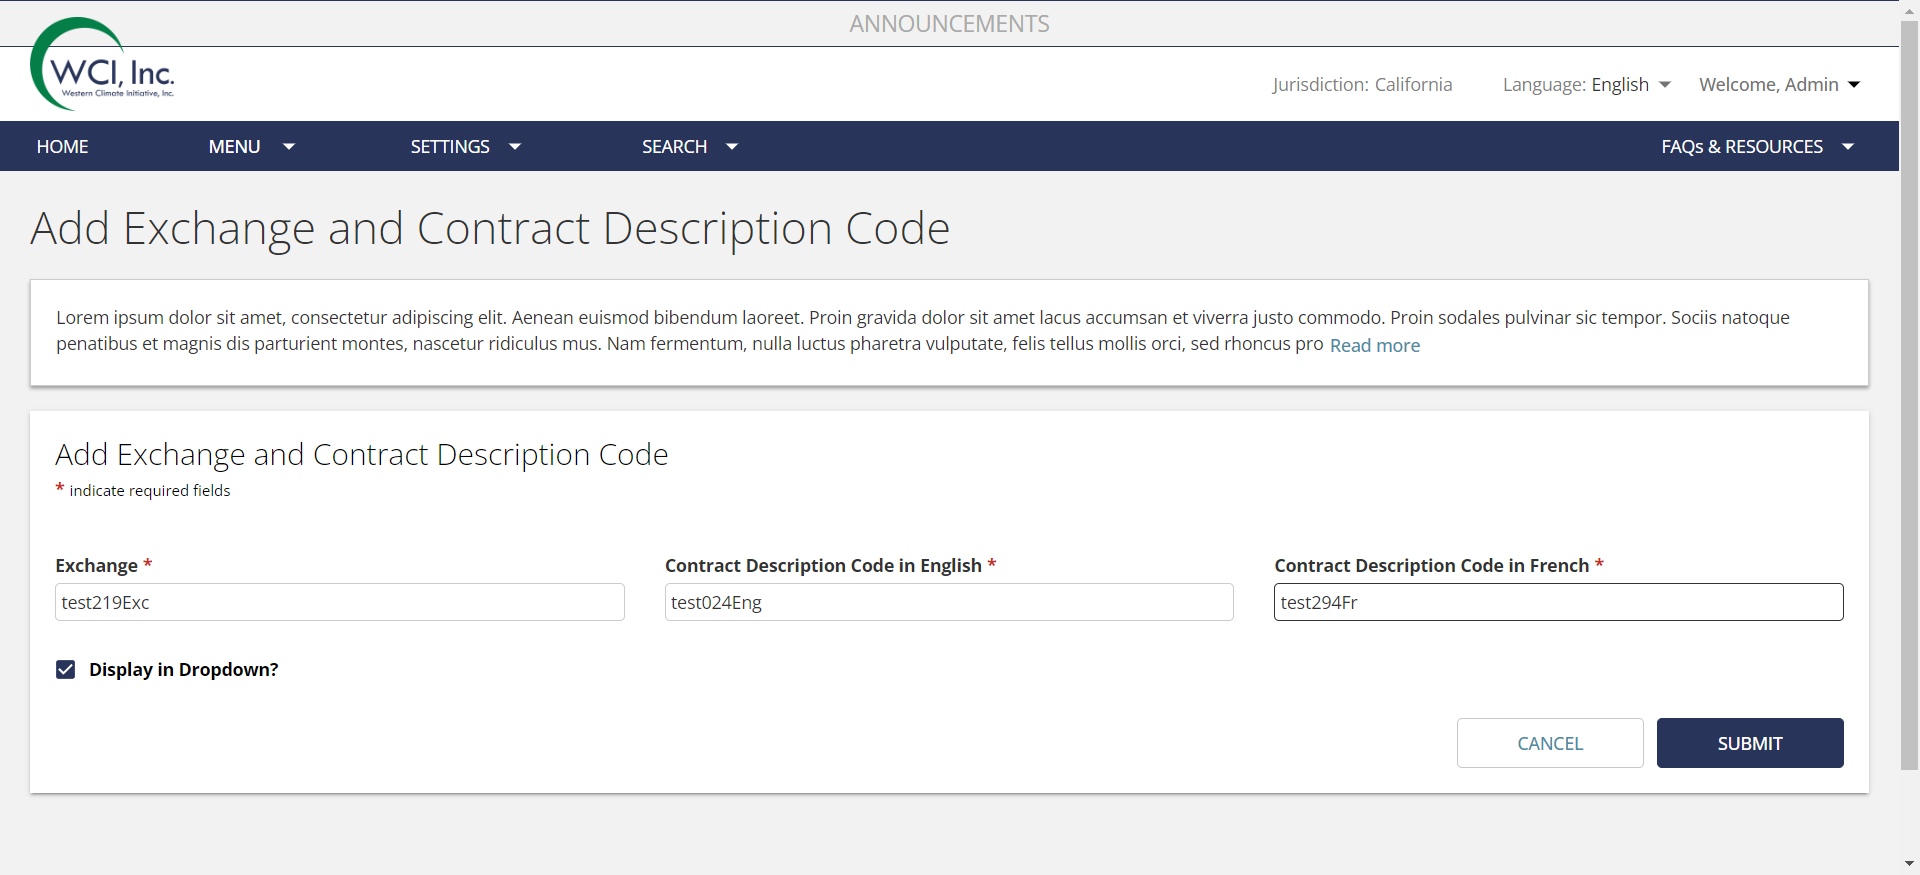 ANNOUNCEMENTS
WCI, Inc.
Western Climate Initiative, Inc.
Jurisdiction: California
Language: English
Welcome, Admin
HOME
MENU
SETTINGS
SEARCH
FAQs & RESOURCES
Add Exchange and Contract Description Code
Lorem ipsum dolor sit amet, consectetur adipiscing elit. Aenean euismod bibendum laoreet. Proin gravida dolor sit amet lacus accumsan et viverra justo commodo. Proin sodales pulvinar sic tempor. Sociis natoque
penatibus et magnis dis parturient montes, nascetur ridiculus mus. Nam fermentum, nulla luctus pharetra vulputate, felis tellus mollis orci, sed rhoncus pro Read more
Add Exchange and Contract Description Code
* indicate required fields
Exchange *
Contract Description Code in English *
Contract Description Code in French *
test219Exc
test024Eng
test294Fr
Display in Dropdown?
CANCEL
SUBMIT